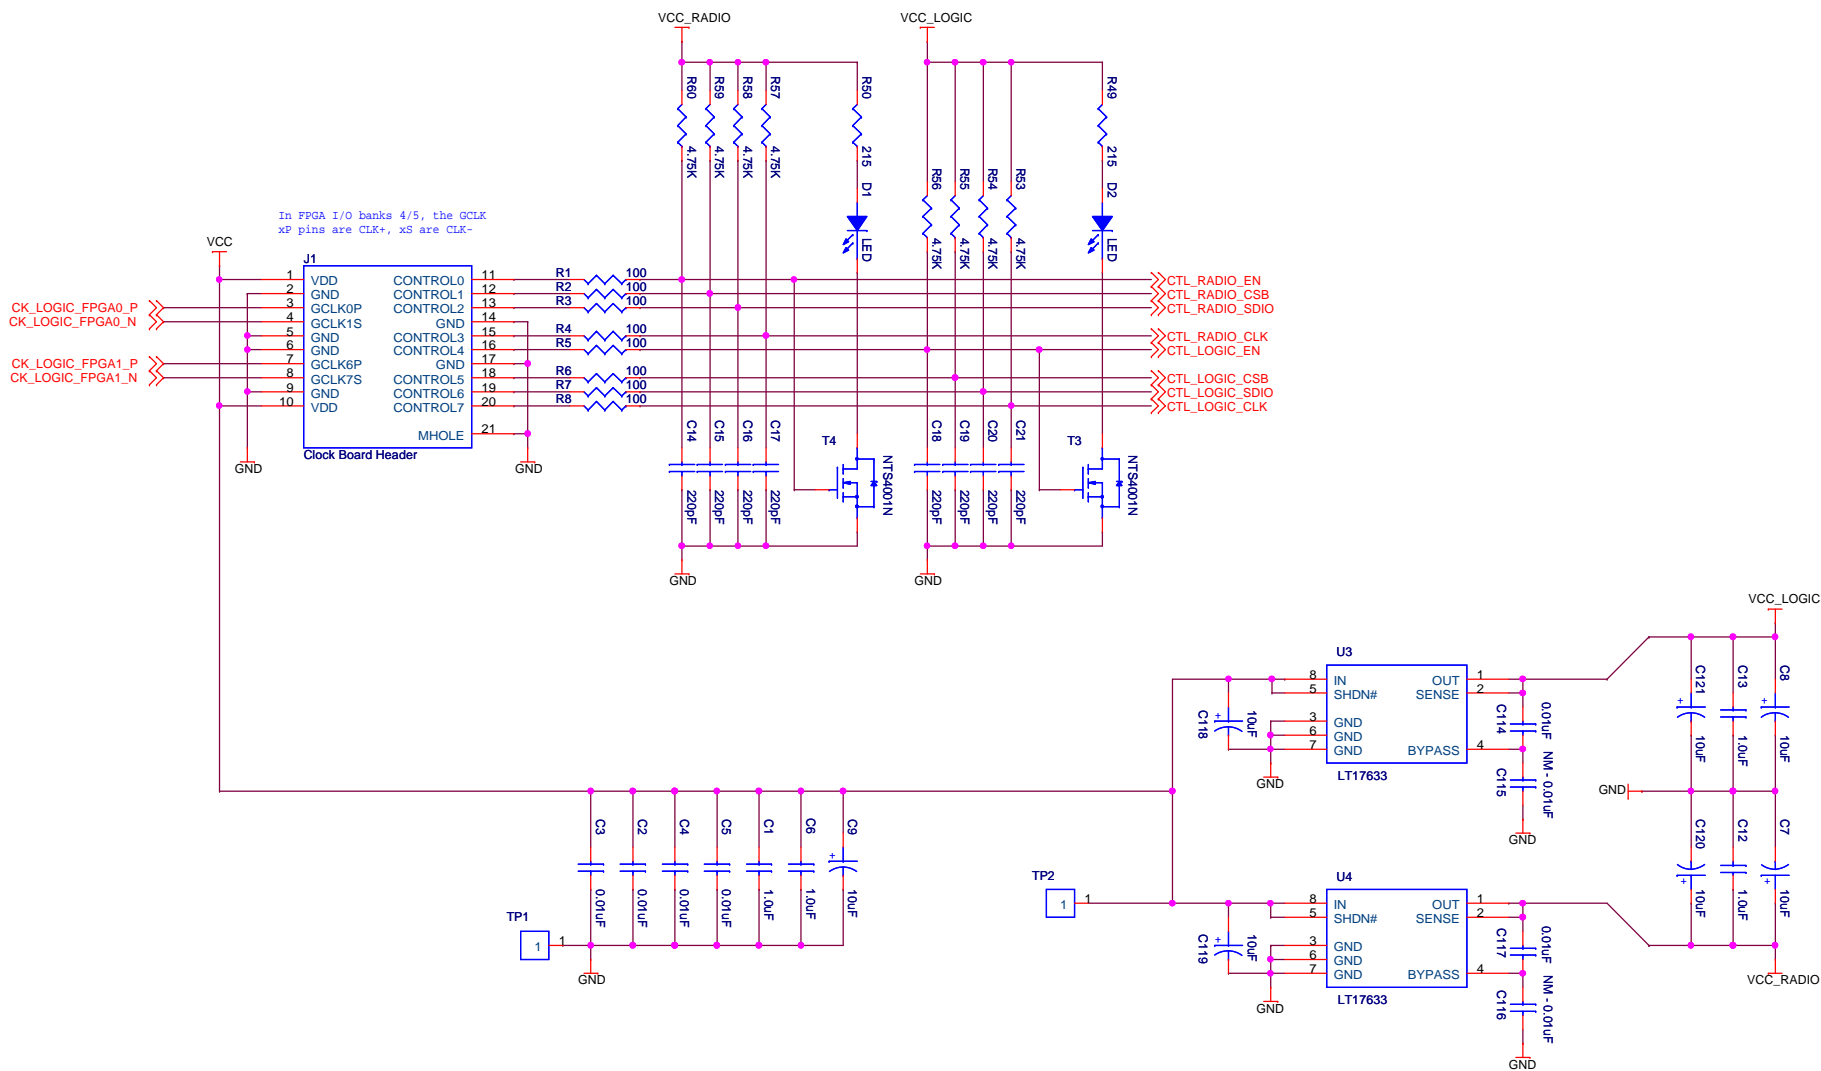 VCC_RADIO
VCC_LOGIC
R60
R59
R58
R57
R50
R49
4.75K
4.75K
4.75K
4.75K
215
215
D1
D2
LED
LED
R56
R55
R54
R53
4.75K
4.75K
4.75K
4.75K
In FPGA I/O banks 4/5, the GCLK
xP pins are CLK+, xS are CLK-
VCC
J1
1 VDD
2 GND
3 GCLK0P
4 GCLK1S
5 GND
6 GND
7 GCLK6P
8 GCLK7S
9 GND
10 VDD
CONTROL0 11
CONTROL1 12
CONTROL2 13
GND 14
CONTROL3 15
CONTROL4 16
GND 17
CONTROL5 18
CONTROL6 19
CONTROL7 20
MHOLE 21
Clock Board Header
CK_LOGIC_FPGA0_P
CK_LOGIC_FPGA0_N
CK_LOGIC_FPGA1_P
CK_LOGIC_FPGA1_N
GND
GND
R1 100
R2 100
R3 100
R4 100
R5 100
R6 100
R7 100
R8 100
CTL_RADIO_EN
CTL_RADIO_CSB
CTL_RADIO_SDIO
CTL_RADIO_CLK
CTL_LOGIC_EN
CTL_LOGIC_CSB
CTL_LOGIC_SDIO
CTL_LOGIC_CLK
C14
C15
C16
C17
220pF
220pF
220pF
220pF
T4
NTS4001N
C18
C19
C20
C21
220pF
220pF
220pF
220pF
T3
NTS4001N
GND
GND
VCC_LOGIC
U3
8 IN
5 SHDN#
3 GND
6 GND
7 GND
OUT 1
SENSE 2
BYPASS 4
LT17633
C118
+
10uF
GND
C114
0.01uF
C115
NM - 0.01uF
GND
C121
+
10uF
C13
1.0uF
C8
+
10uF
GND
C120
+
10uF
C12
1.0uF
C7
+
10uF
VCC_RADIO
C3
C2
C4
C5
C1
C6
C9
+
0.01uF
0.01uF
0.01uF
0.01uF
1.0uF
1.0uF
10uF
TP1
1 1
GND
TP2
1 1
U4
8 IN
5 SHDN#
3 GND
6 GND
7 GND
OUT 1
SENSE 2
BYPASS 4
LT17633
C119
+
10uF
GND
C117
0.01uF
C116
NM - 0.01uF
GND